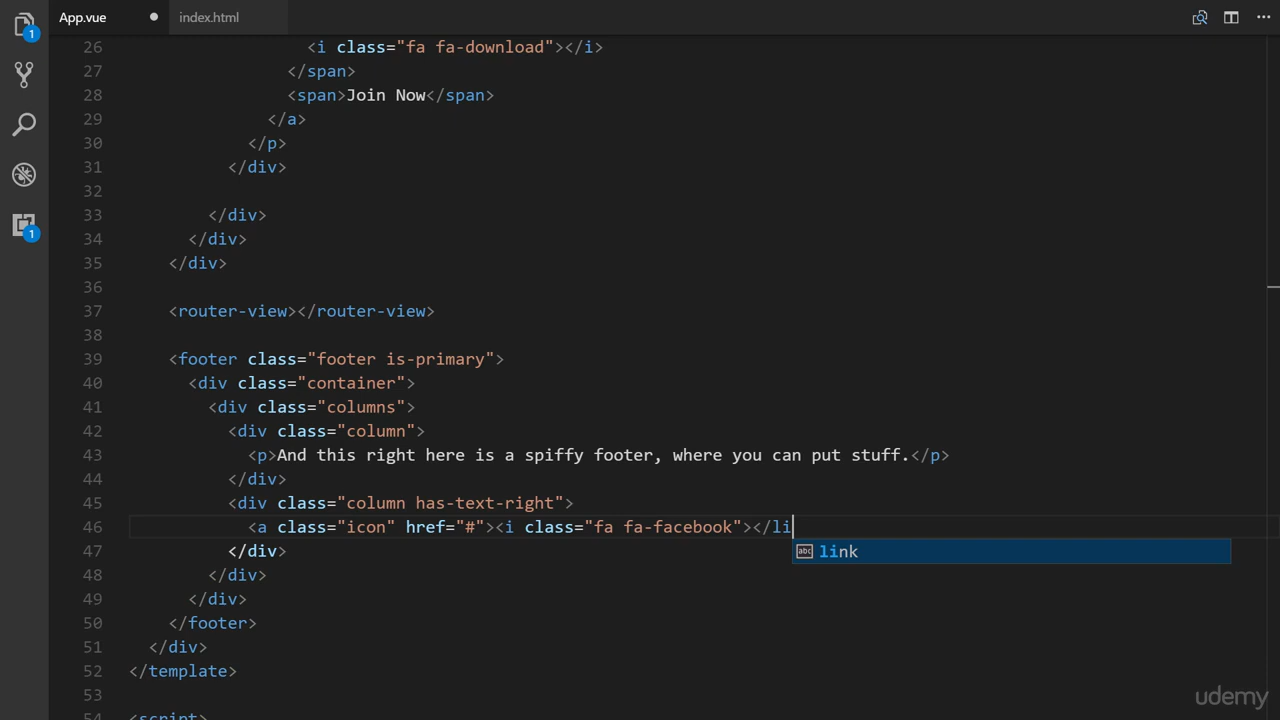 App.vue index.html
26 <i class="fa fa-download"></i>
27 </span>
28 <span>Join Now</span>
29 </a>
30 </p>
31 </div>
32
33 </div>
34 </div>
35 </div>
36
37 <router-view></router-view>
38
39 <footer class="footer is-primary">
40 <div class="container">
41 <div class="columns">
42 <div class="column">
43 <p>And this right here is a spiffy footer, where you can put stuff.</p>
44 </div>
45 <div class="column has-text-right">
46 <a class="icon" href="#"><i class="fa fa-facebook"></li
abc link
47 </div>
48 </div>
49 </div>
50 </footer>
51 </div>
52 </template>
53
54 <script>
1
1
udemy